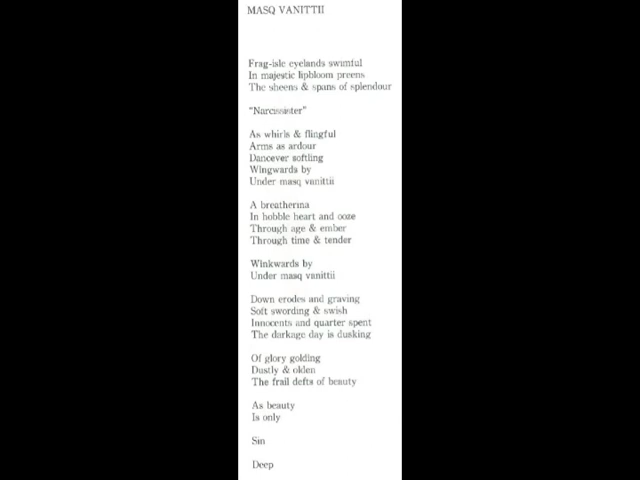 MASQ VANITTII
Frag-isle eyelands swimful
In majestic lipbloom preens
The sheens & spans of splendour
"Narcissister"
As whirls & flingful
Arms as ardour
Dancever softling
Wingwards by
Under masq vanittii
A breatherina
In hobble heart and ooze
Through age & ember
Through time & tender
Winkwards by
Under masq vanittii
Down erodes and graving
Soft swording & swish
Innocents and quarter spent
The darkage day is dusking
Of glory golding
Dustly & olden
The frail defts of beauty
As beauty
Is only
Sin
Deep